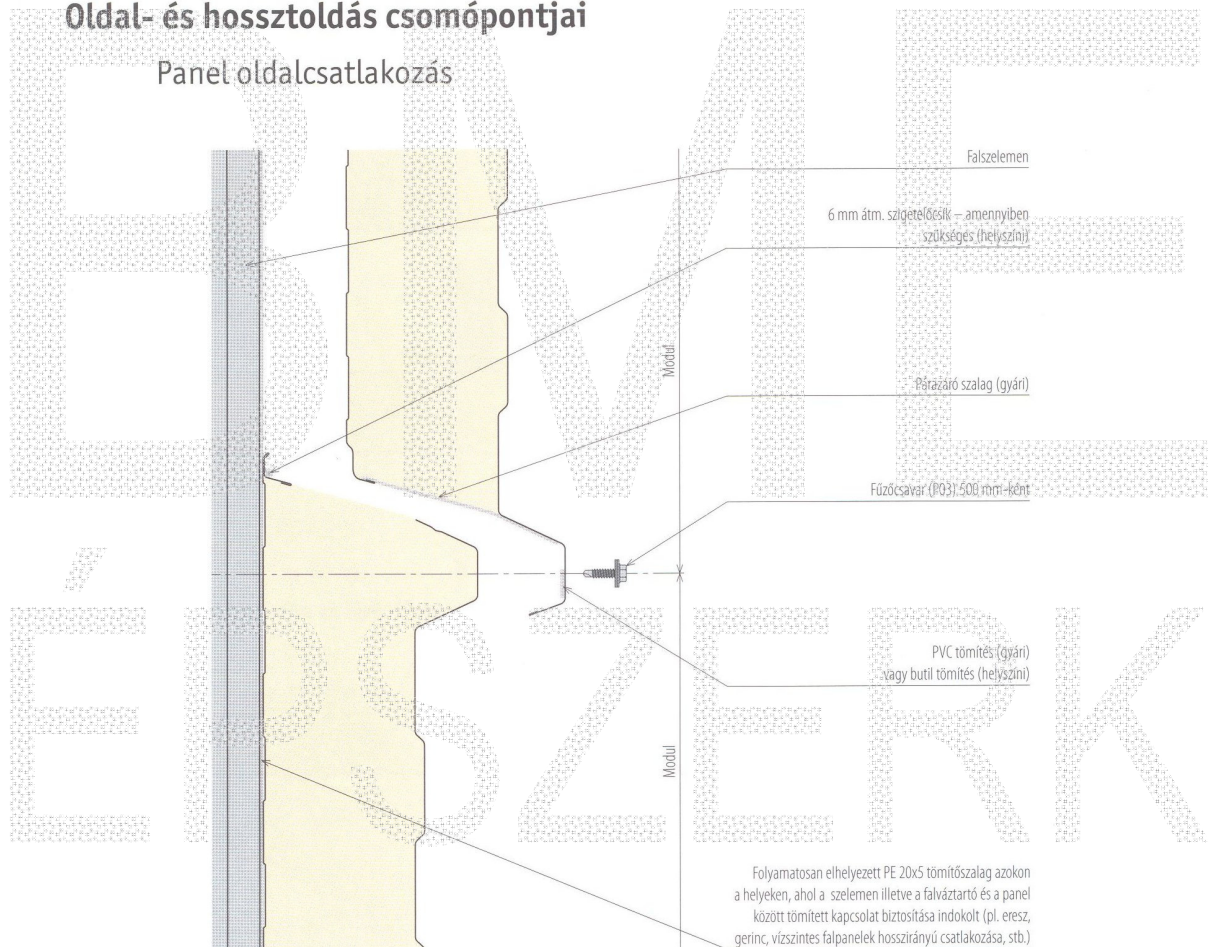 Oldal- és hossztoldás csomópontjai
Panel oldalcsatlakozás
Falszelemen
6 mm átm. szigetelőcsík – amennyiben
szükséges (helyszíni)
Modul
Párazáró szalag (gyári)
Fűzőcsavar (P03) 500 mm-ként
PVC tömítés (gyári)
vagy butil tömítés (helyszíni)
Modul
Folyamatosan elhelyezett PE 20x5 tömítőszalag azokon
a helyeken, ahol a szelemen illetve a falváztartó és a panel
között tömített kapcsolat biztosítása indokolt (pl. eresz,
gerinc, vízszintes falpanelek hosszirányú csatlakozása, stb.)
BME
ÉPSZERK